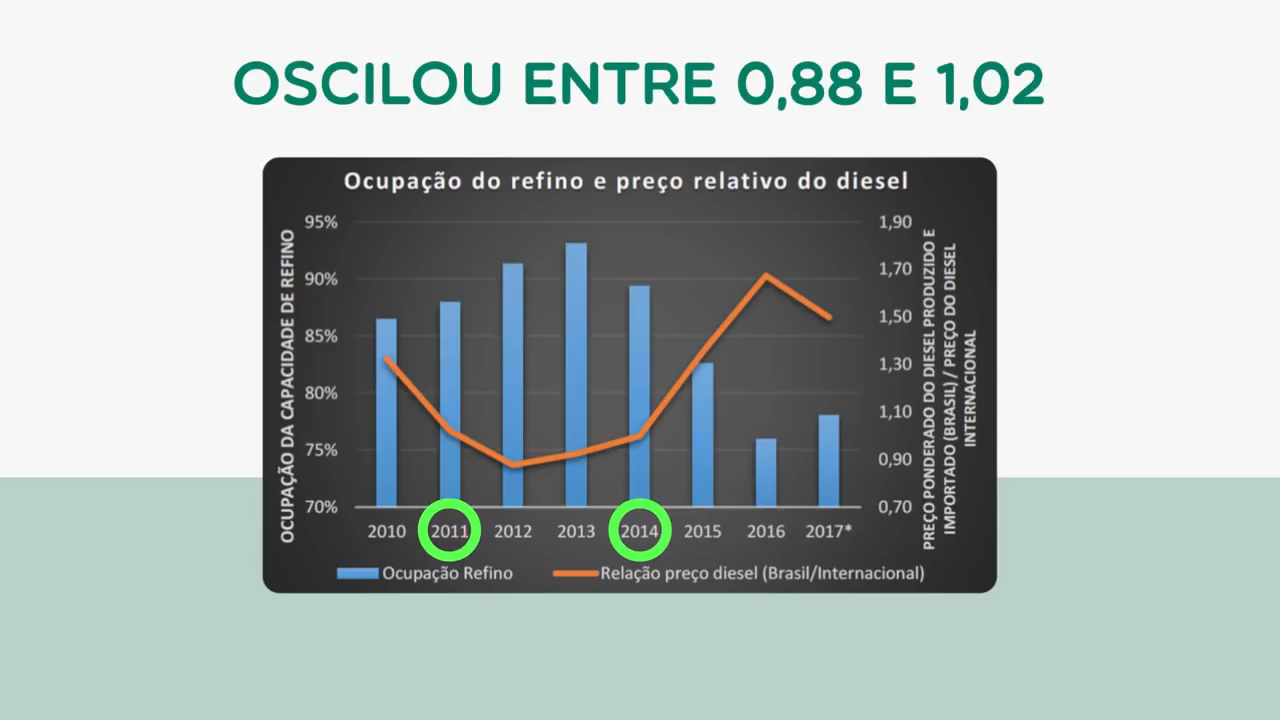 OSCILOU ENTRE 0,88 E 1,02
Ocupação do refino e preço relativo do diesel
OCUPAÇÃO DA CAPACIDADE DE REFINO
95%
90%
85%
80%
75%
70%
1,90
1,70
1,50
1,30
1,10
0,90
0,70
PREÇO PONDERADO DO DIESEL PRODUZIDO E
IMPORTADO (BRASIL) / PREÇO DO DIESEL
INTERNACIONAL
2010 2011 2012 2013 2014 2015 2016 2017*
Ocupação Refino Relação preço diesel (Brasil/Internacional)